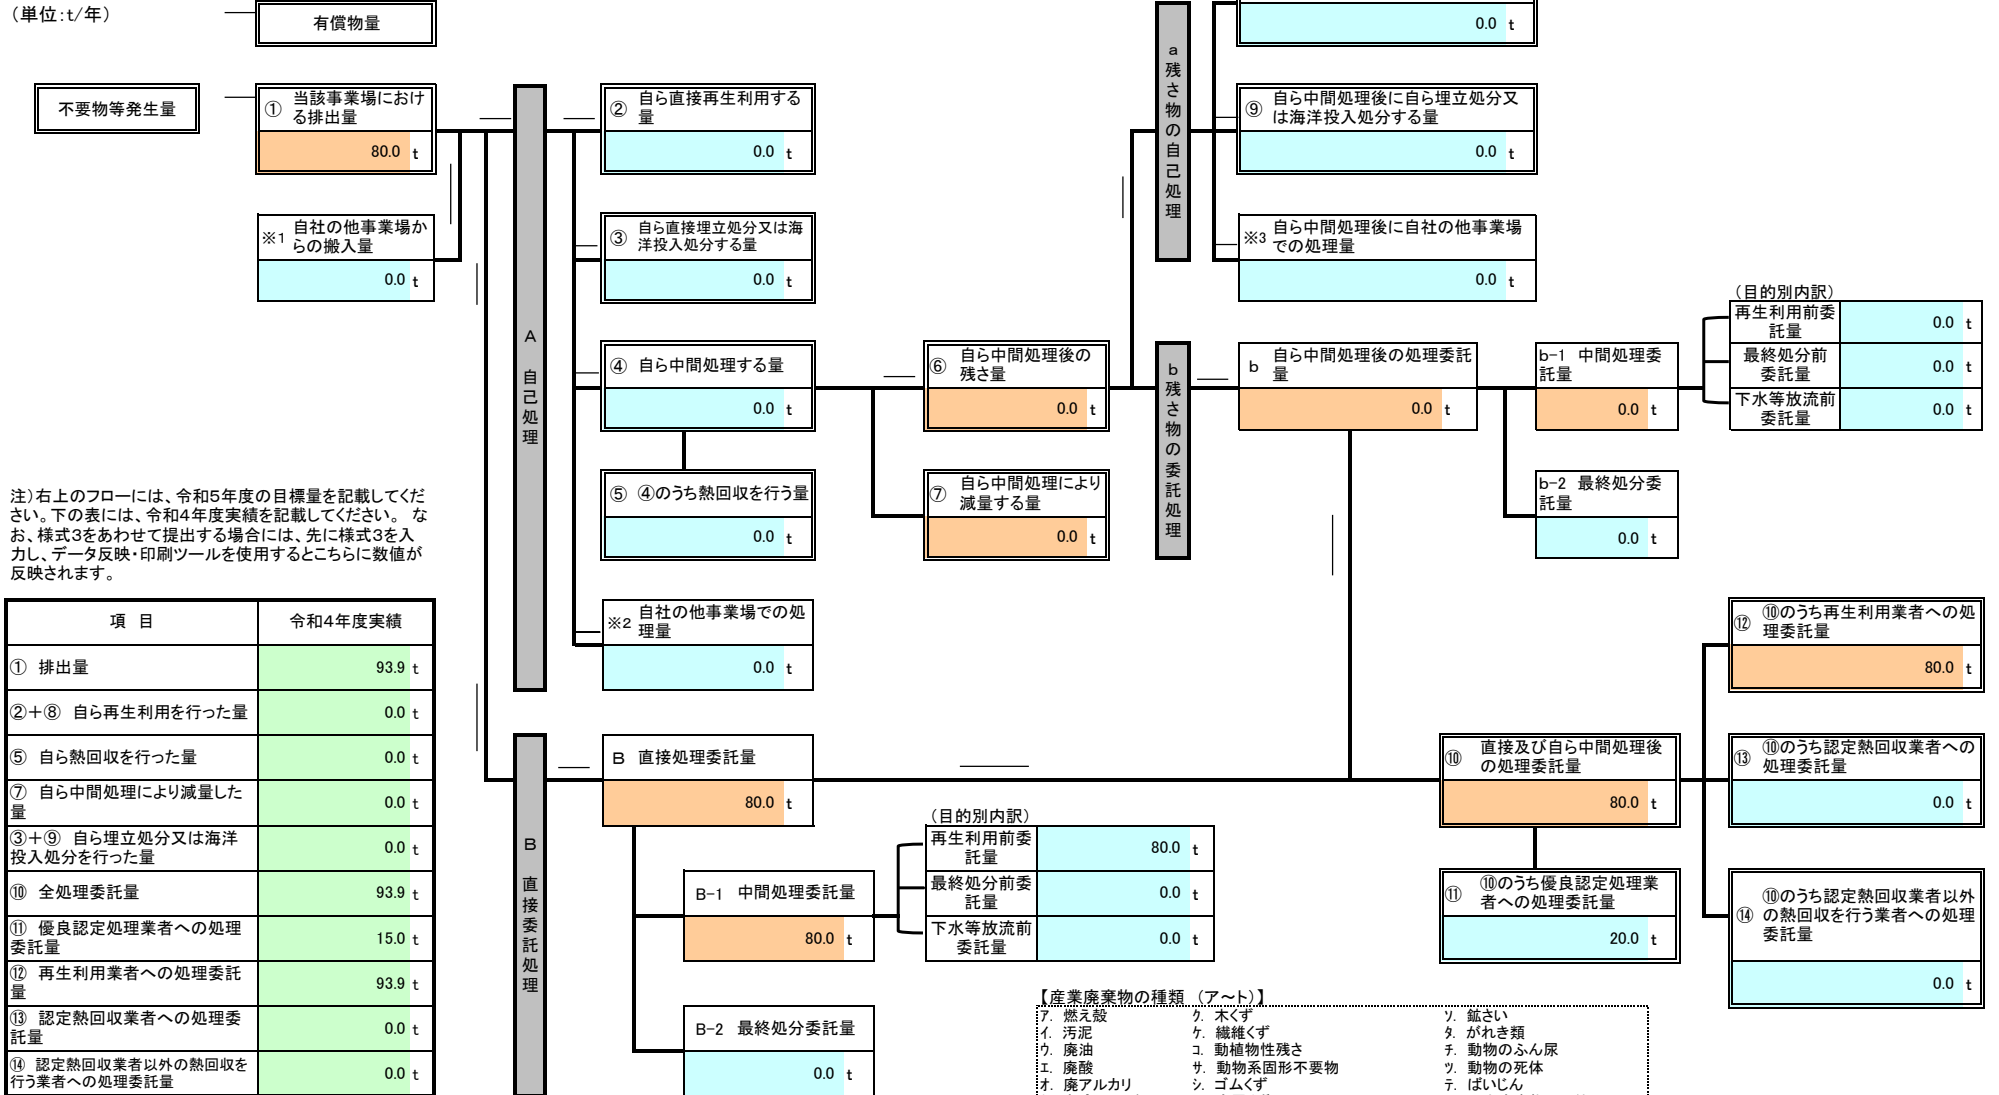 （単位：t/年）
有償物量
不要物等発生量
① 当該事業場におけ
る排出量
80.0 t
※1 自社の他事業場か
らの搬入量
0.0 t
A 自己処理
② 自ら直接再生利用する
量
0.0 t
③ 自ら直接埋立処分又は海
洋投入処分する量
0.0 t
④ 自ら中間処理する量
0.0 t
⑤ ④のうち熱回収を行う量
0.0 t
※2 自社の他事業場での処
理量
0.0 t
⑥ 自ら中間処理後の
残さ量
0.0 t
⑦ 自ら中間処理により
減量する量
0.0 t
a 残さ物の自己処理
0.0 t
⑨ 自ら中間処理後に自ら埋立処分又
は海洋投入処分する量
0.0 t
※3 自ら中間処理後に自社の他事業場
での処理量
0.0 t
b 残さ物の委託処理
b 自ら中間処理後の処理委託
量
0.0 t
b-1 中間処理委
託量
0.0 t
b-2 最終処分委
託量
0.0 t
（目的別内訳）
再生利用前委
託量
0.0 t
最終処分前
委託量
0.0 t
下水等放流前
委託量
0.0 t
注）右上のフローには、令和5年度の目標量を記載してくだ
さい。下の表には、令和4年度実績を記載してください。 な
お、様式3をあわせて提出する場合には、先に様式3を入
力し、データ反映・印刷ツールを使用するとこちらに数値が
反映されます。
項 目 令和4年度実績
① 排出量 93.9 t
②＋⑧ 自ら再生利用を行った量 0.0 t
⑤ 自ら熱回収を行った量 0.0 t
⑦ 自ら中間処理により減量した
量 0.0 t
③＋⑨ 自ら埋立処分又は海洋
投入処分を行った量 0.0 t
⑩ 全処理委託量 93.9 t
⑪ 優良認定処理業者への処理
委託量 15.0 t
⑫ 再生利用業者への処理委託
量 93.9 t
⑬ 認定熱回収業者への処理委
託量 0.0 t
⑭ 認定熱回収業者以外の熱回収を
行う業者への処理委託量 0.0 t
B 直接委託処理
B 直接処理委託量
80.0 t
B-1 中間処理委託量
80.0 t
B-2 最終処分委託量
0.0 t
（目的別内訳）
再生利用前委
託量
80.0 t
最終処分前委
託量
0.0 t
下水等放流前
委託量
0.0 t
⑩ 直接及び自ら中間処理後
の処理委託量
80.0 t
⑪ ⑩のうち優良認定処理業
者への処理委託量
20.0 t
⑫ ⑩のうち再生利用業者への処
理委託量
80.0 t
⑬ ⑩のうち認定熱回収業者への
処理委託量
0.0 t
⑭ ⑩のうち認定熱回収業者以外
の熱回収を行う業者への処理
委託量
0.0 t
【産業廃棄物の種類 （ア～ト）】
ア. 燃え殻 ク. 木くず ソ. 鉱さい
イ. 汚泥 ケ. 繊維くず タ. がれき類
ウ. 廃油 コ. 動植物性残さ チ. 動物のふん尿
エ. 廃酸 サ. 動物系固形不要物 ツ. 動物の死体
オ. 廃アルカリ シ. ゴムくず テ. ばいじん